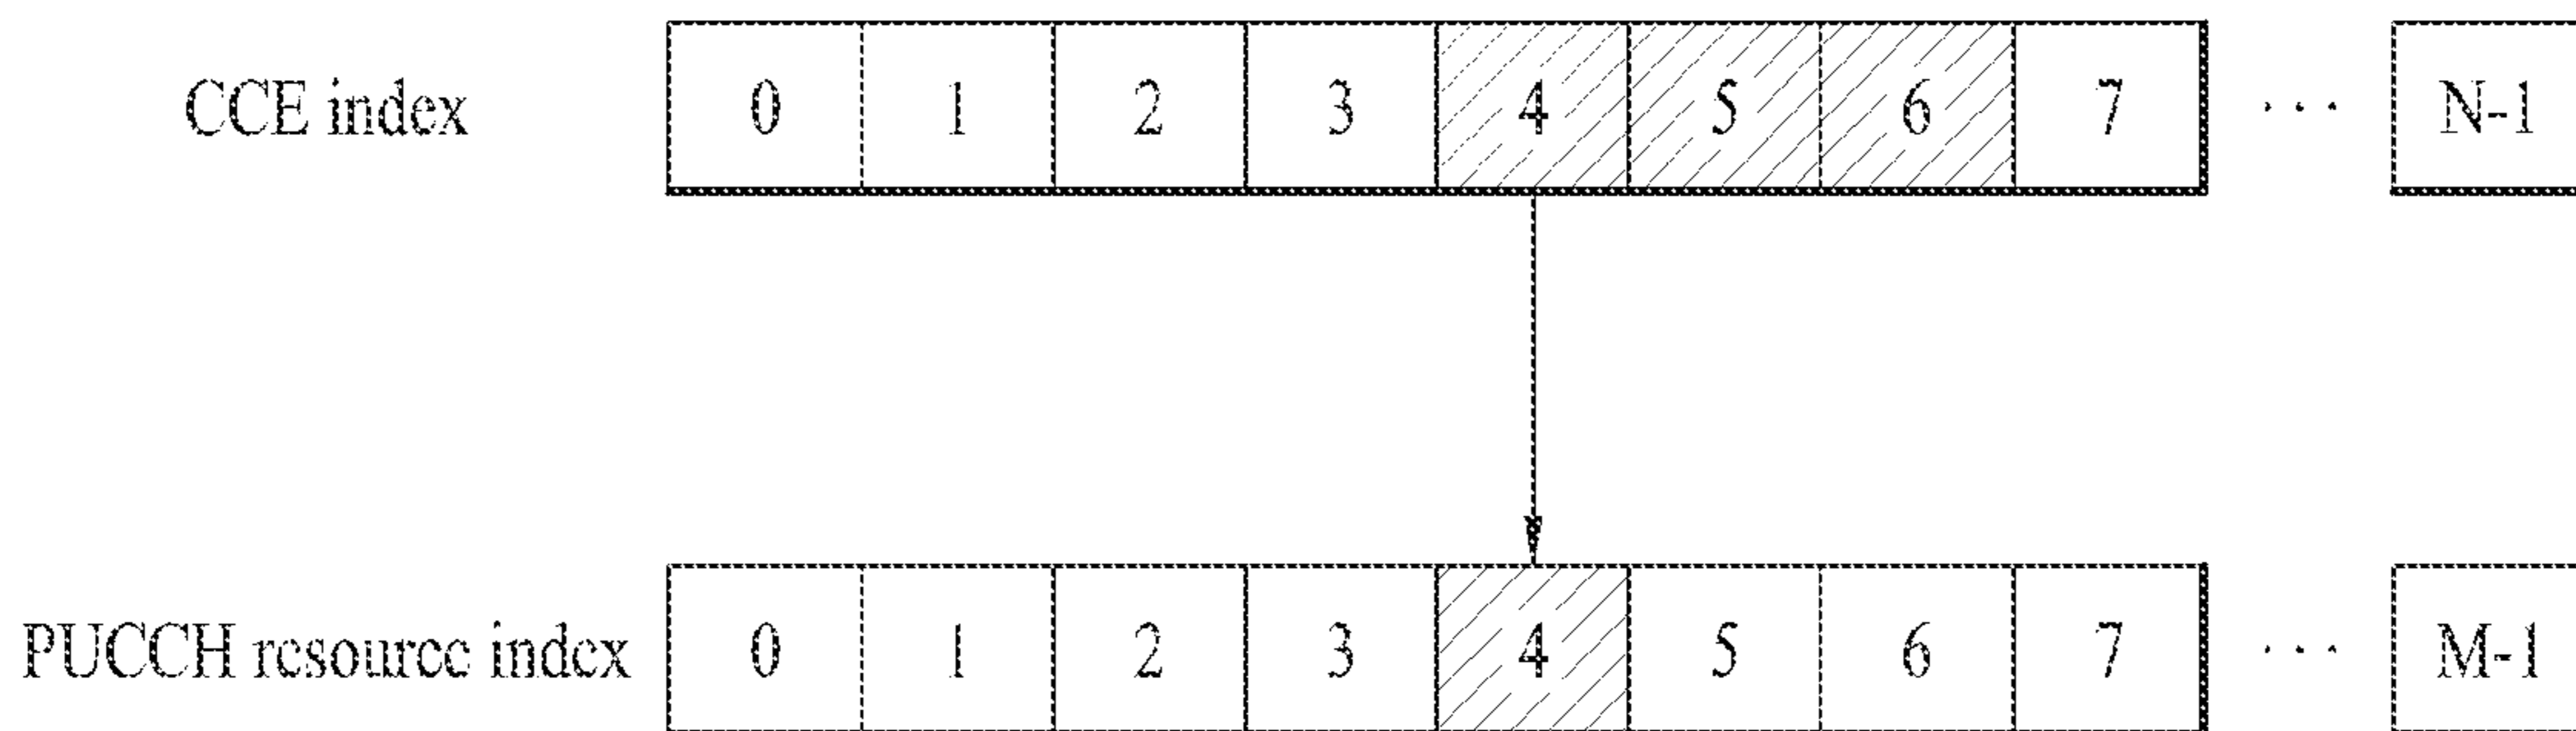 CCE index 0 1 2 3 4 5 6 7 ... N-1
PUCCH resource index 0 1 2 3 4 5 6 7 ... M-1